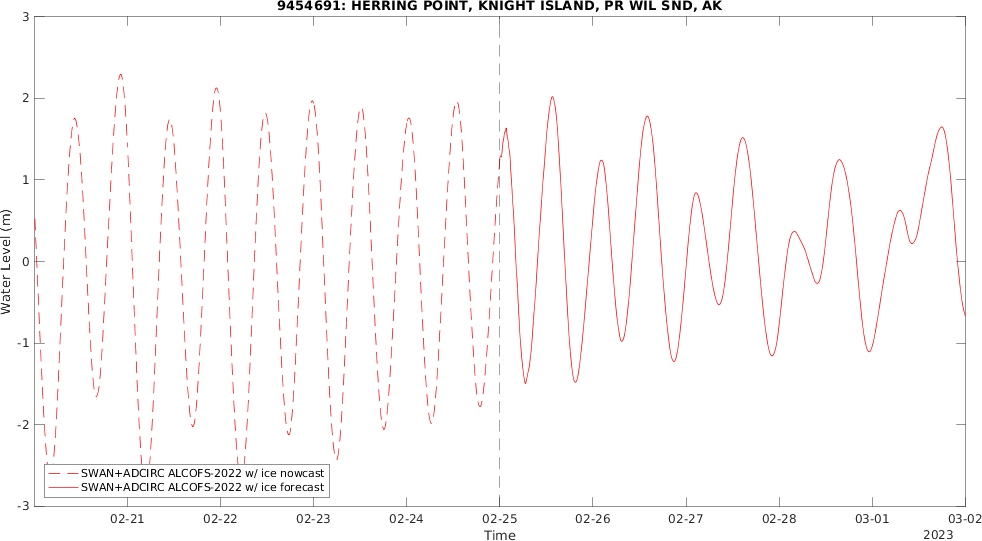 9454691: HERRING POINT, KNIGHT ISLAND, PR WIL SND, AK
3
2
1
0
-1
-2
-3
Water Level (m)
SWAN+ADCIRC ALCOFS-2022 w/ ice nowcast
SWAN+ADCIRC ALCOFS-2022 w/ ice forecast
02-21 02-22 02-23 02-24 02-25 02-26 02-27 02-28 03-01 03-02
Time 2023